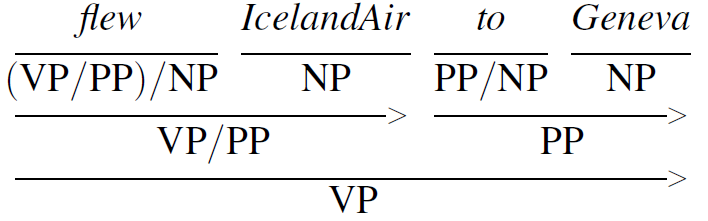 flew IcelandAir to Geneva
(VP/PP)/NP NP PP/NP NP
> >
VP/PP PP
>
VP